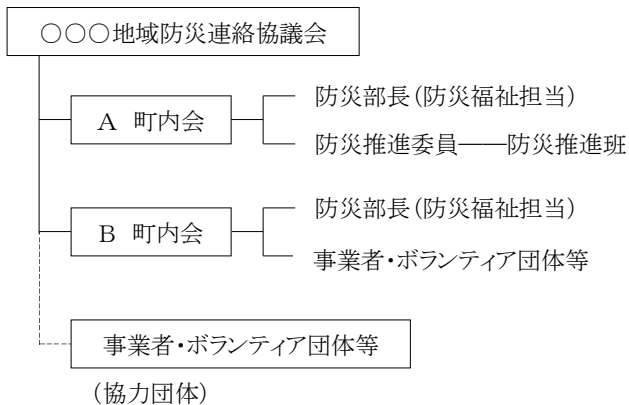 ○○○地域防災連絡協議会
防災部長(防災福祉担当)
A 町内会
防災推進委員――防災推進班
防災部長(防災福祉担当)
B 町内会
事業者・ボランティア団体等
事業者・ボランティア団体等
(協力団体)